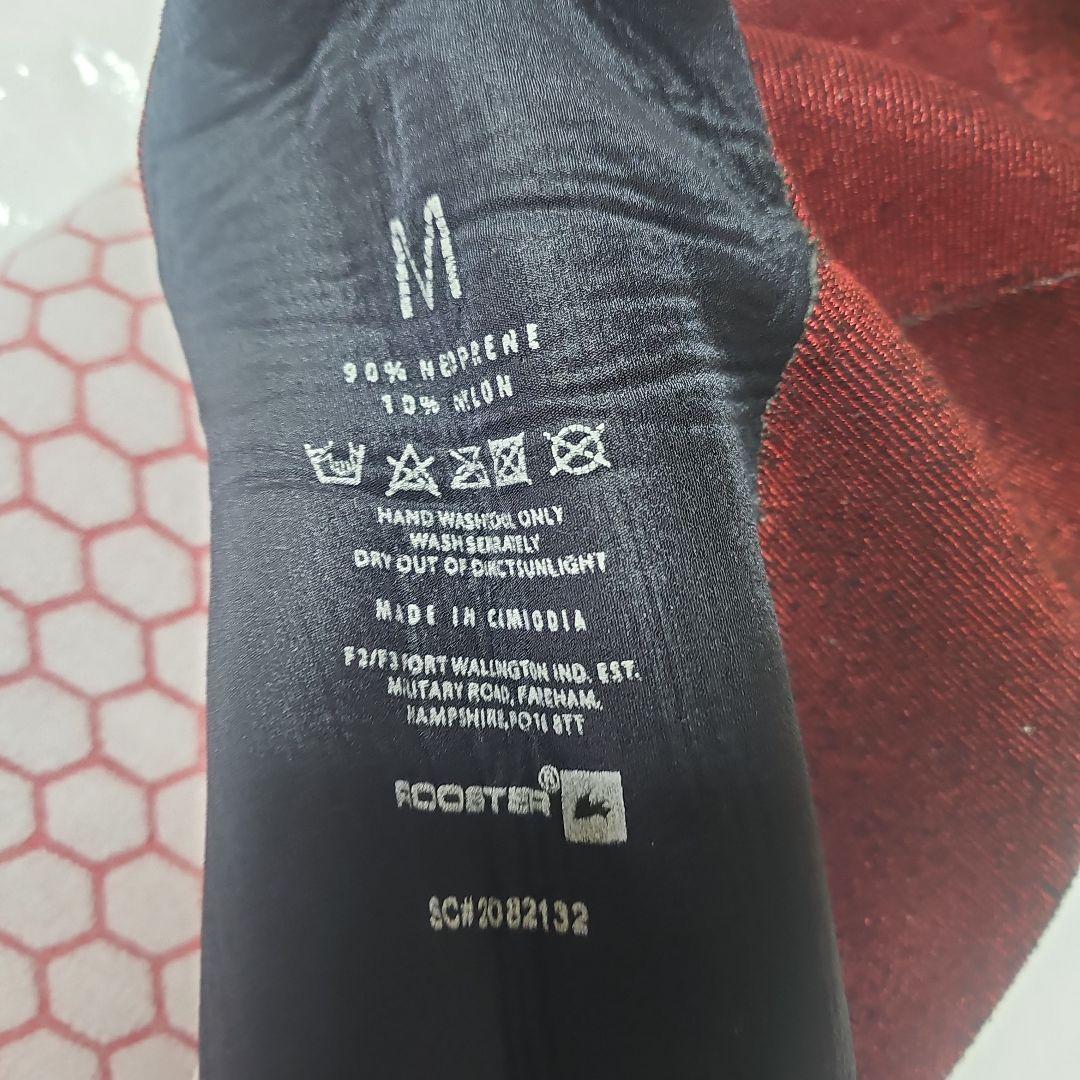 M
90% NEOPRENE
10% NYLON
HAND WASH COOL ONLY
WASH SEPARATELY
DRY OUT OF DIRECT SUNLIGHT
MADE IN CAMBODIA
F2/F3 FORT WALLINGTON IND. EST.
MILITARY ROAD, FAREHAM,
HAMPSHIRE, PO16 8TT
ROOSTER®
SC#2082132